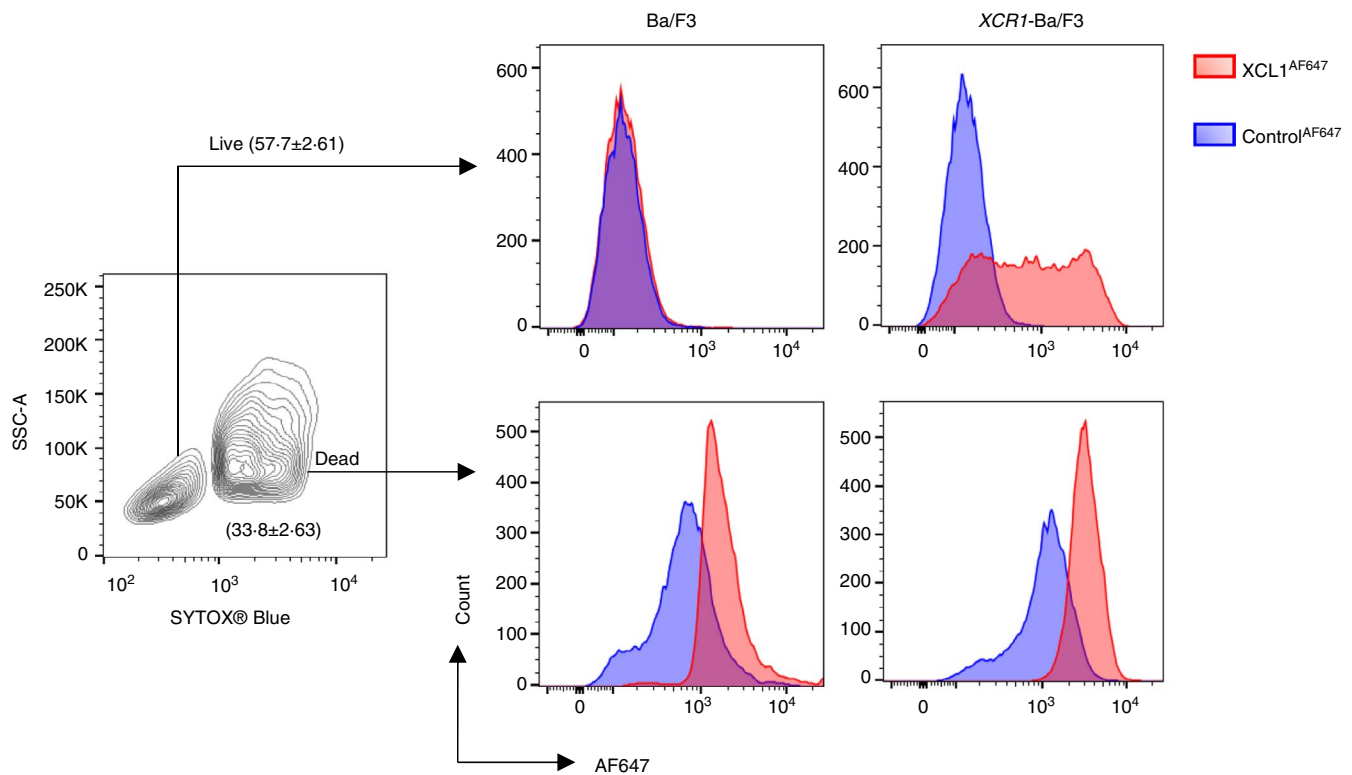 Ba/F3
XCR1-Ba/F3
XCL1AF647
ControlAF647
Live (57·7±2·61)
600
400
200
0
0 10³ 10⁴
600
400
200
0
0 10³ 10⁴
250K
200K
150K
100K
50K
0
SSC-A
10² 10³ 10⁴
SYTOX® Blue
Dead
(33·8±2·63)
500
400
300
200
100
0
0 10³ 10⁴
500
400
300
200
100
0
0 10³ 10⁴
Count
AF647